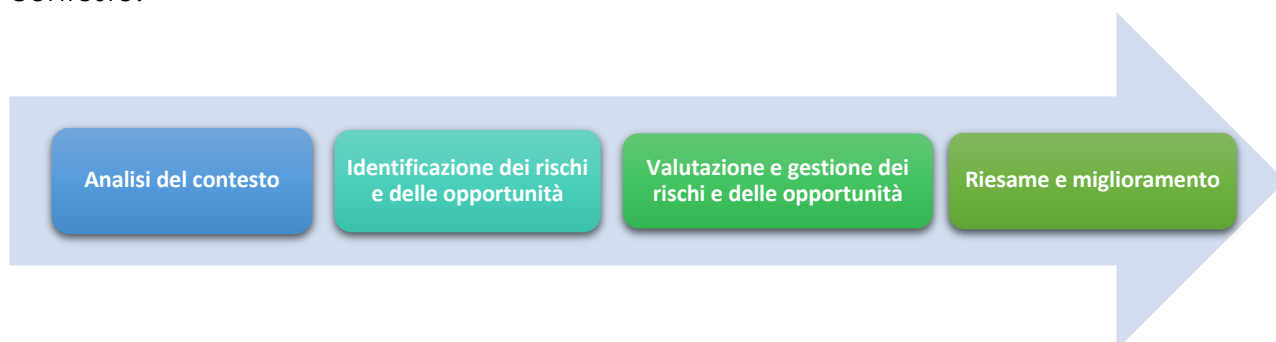 Analisi del contesto
Identificazione dei rischi
e delle opportunità
Valutazione e gestione dei
rischi e delle opportunità
Riesame e miglioramento